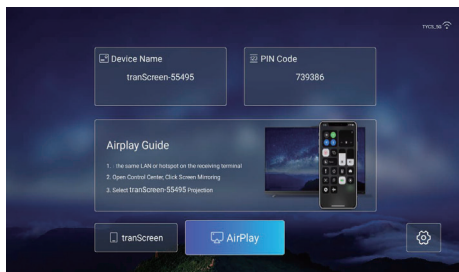 TYCS_5G
Device Name
tranScreen-55495
PIN Code
739386
Airplay Guide
1. the same LAN or hotspot on the receiving terminal
2. Open Control Center, Click Screen Mirroring
3. Select tranScreen-55495 Projection
tranScreen
AirPlay